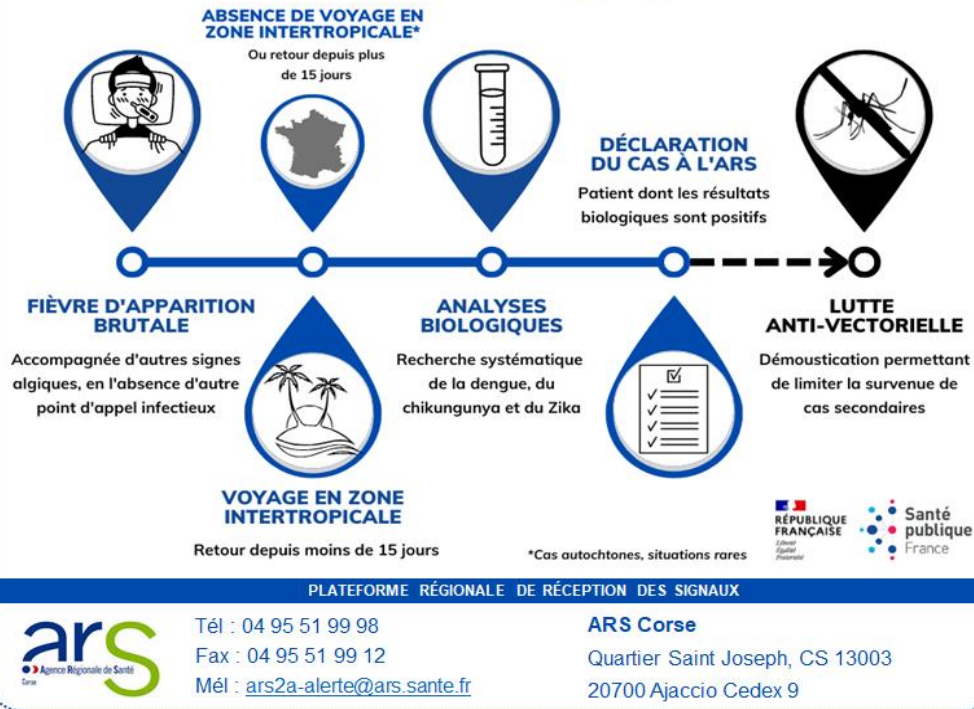 ABSENCE DE VOYAGE EN
ZONE INTERTROPICALE*
Ou retour depuis plus
de 15 jours
DÉCLARATION
DU CAS À L'ARS
Patient dont les résultats
biologiques sont positifs
FIÈVRE D'APPARITION
BRUTALE
Accompagnée d'autres signes
algiques, en l'absence d'autre
point d'appel infectieux
ANALYSES
BIOLOGIQUES
Recherche systématique
de la dengue, du
chikungunya et du Zika
LUTTE
ANTI-VECTORIELLE
Démoustication permettant
de limiter la survenue de
cas secondaires
VOYAGE EN ZONE
INTERTROPICALE
Retour depuis moins de 15 jours
*Cas autochtones, situations rares
RÉPUBLIQUE
FRANÇAISE
Liberté
Égalité
Fraternité
Santé
publique
France
PLATEFORME RÉGIONALE DE RÉCEPTION DES SIGNAUX
ars
Agence Régionale de Santé
Corse
Tél : 04 95 51 99 98
Fax : 04 95 51 99 12
Mél : ars2a-alerte@ars.sante.fr
ARS Corse
Quartier Saint Joseph, CS 13003
20700 Ajaccio Cedex 9